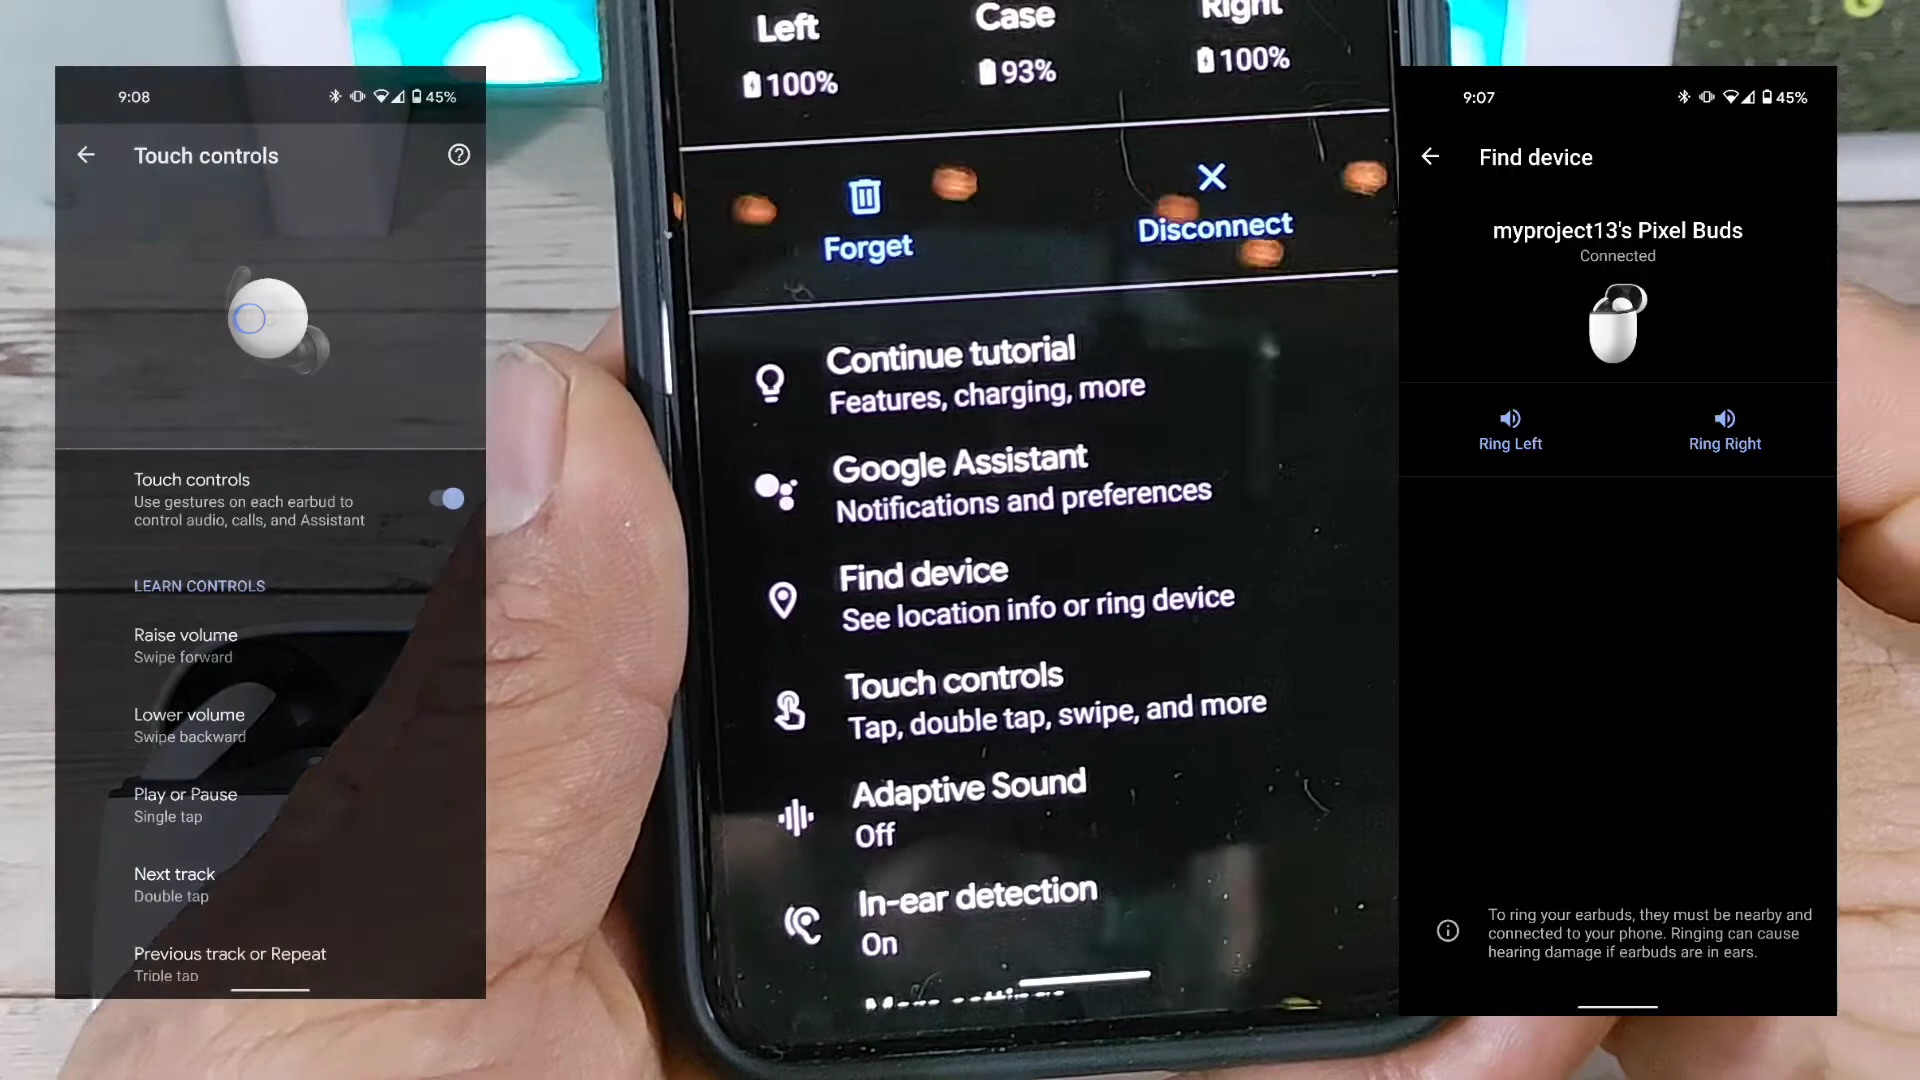 9:08
45%
Touch controls
Touch controls
Use gestures on each earbud to
control audio, calls, and Assistant
LEARN CONTROLS
Raise volume
Swipe forward
Lower volume
Swipe backward
Play or Pause
Single tap
Next track
Double tap
Previous track or Repeat
Triple tap
Left
Case
Right
100%
93%
100%
Forget
Disconnect
Continue tutorial
Features, charging, more
Google Assistant
Notifications and preferences
Find device
See location info or ring device
Touch controls
Tap, double tap, swipe, and more
Adaptive Sound
Off
In-ear detection
On
9:07
45%
Find device
myproject13's Pixel Buds
Connected
Ring Left
Ring Right
To ring your earbuds, they must be nearby and
connected to your phone. Ringing can cause
hearing damage if earbuds are in ears.